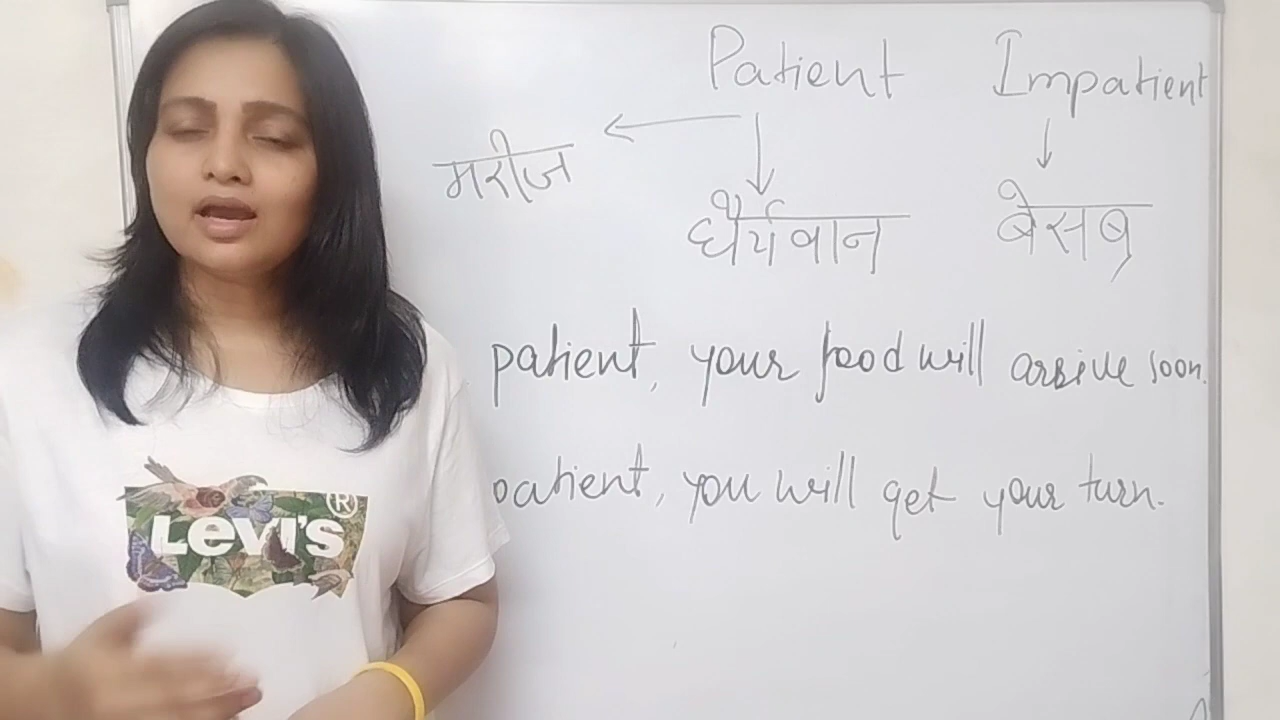 Patient Impatient
मरीज
धैर्यवान बेसब्र
patient, your food will arrive soon.
patient, you will get your turn.
Levi's ®